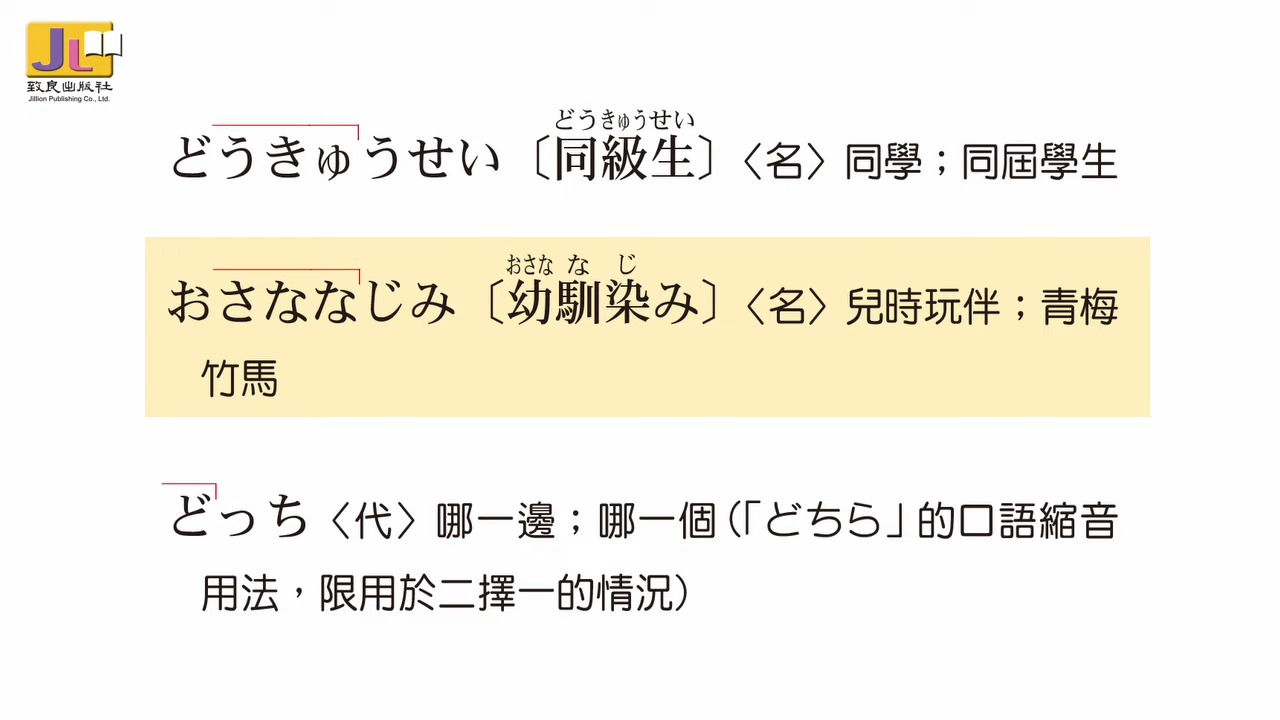 JL
致良出版社
Jillion Publishing Co., Ltd.
どうきゅうせい
どうきゅうせい〔同級生〕〈名〉同學；同屆學生
おさな な じ
おさななじみ〔幼馴染み〕〈名〉兒時玩伴；青梅
竹馬
どっち〈代〉哪一邊；哪一個（「どちら」的口語縮音
用法，限用於二擇一的情況）